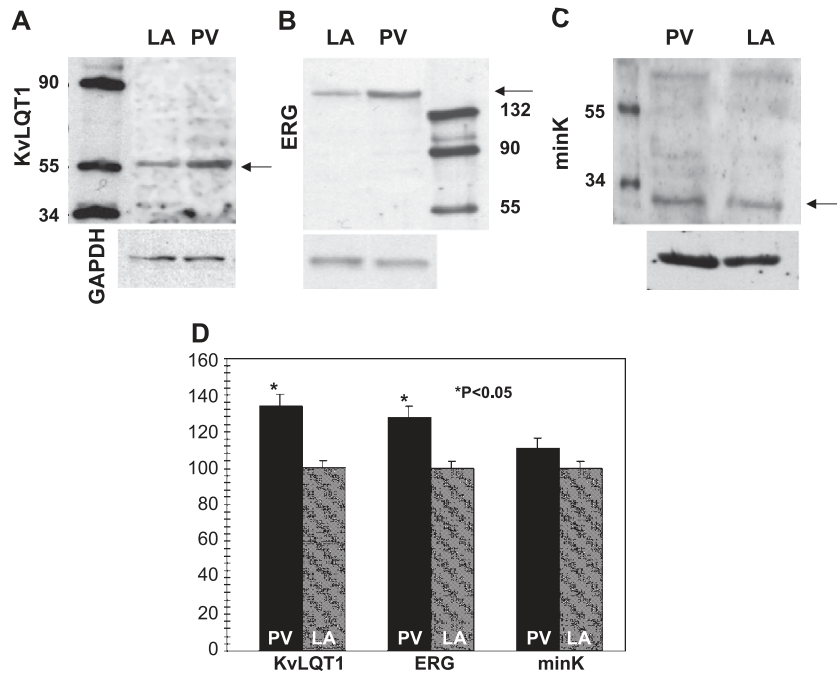 A
LA PV
KvLQT1
90
55
34
GAPDH
B
LA PV
ERG
132
90
55
C
PV LA
minK
55
34
D
160
140
120
100
80
60
40
20
0
*
*
*P<0.05
PV LA PV LA PV LA
KvLQT1 ERG minK